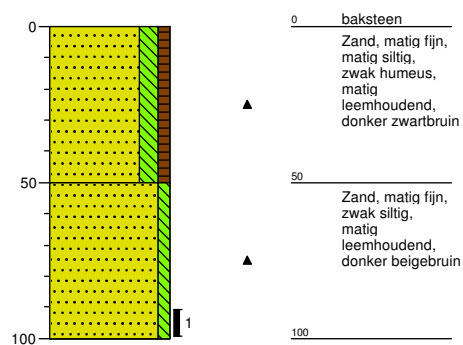 0
0 baksteen
Zand, matig fijn,
matig siltig,
zwak humeus,
matig
leemhoudend,
donker zwartbruin
50
50
Zand, matig fijn,
zwak siltig,
matig
leemhoudend,
donker beigebruin
1
100
100